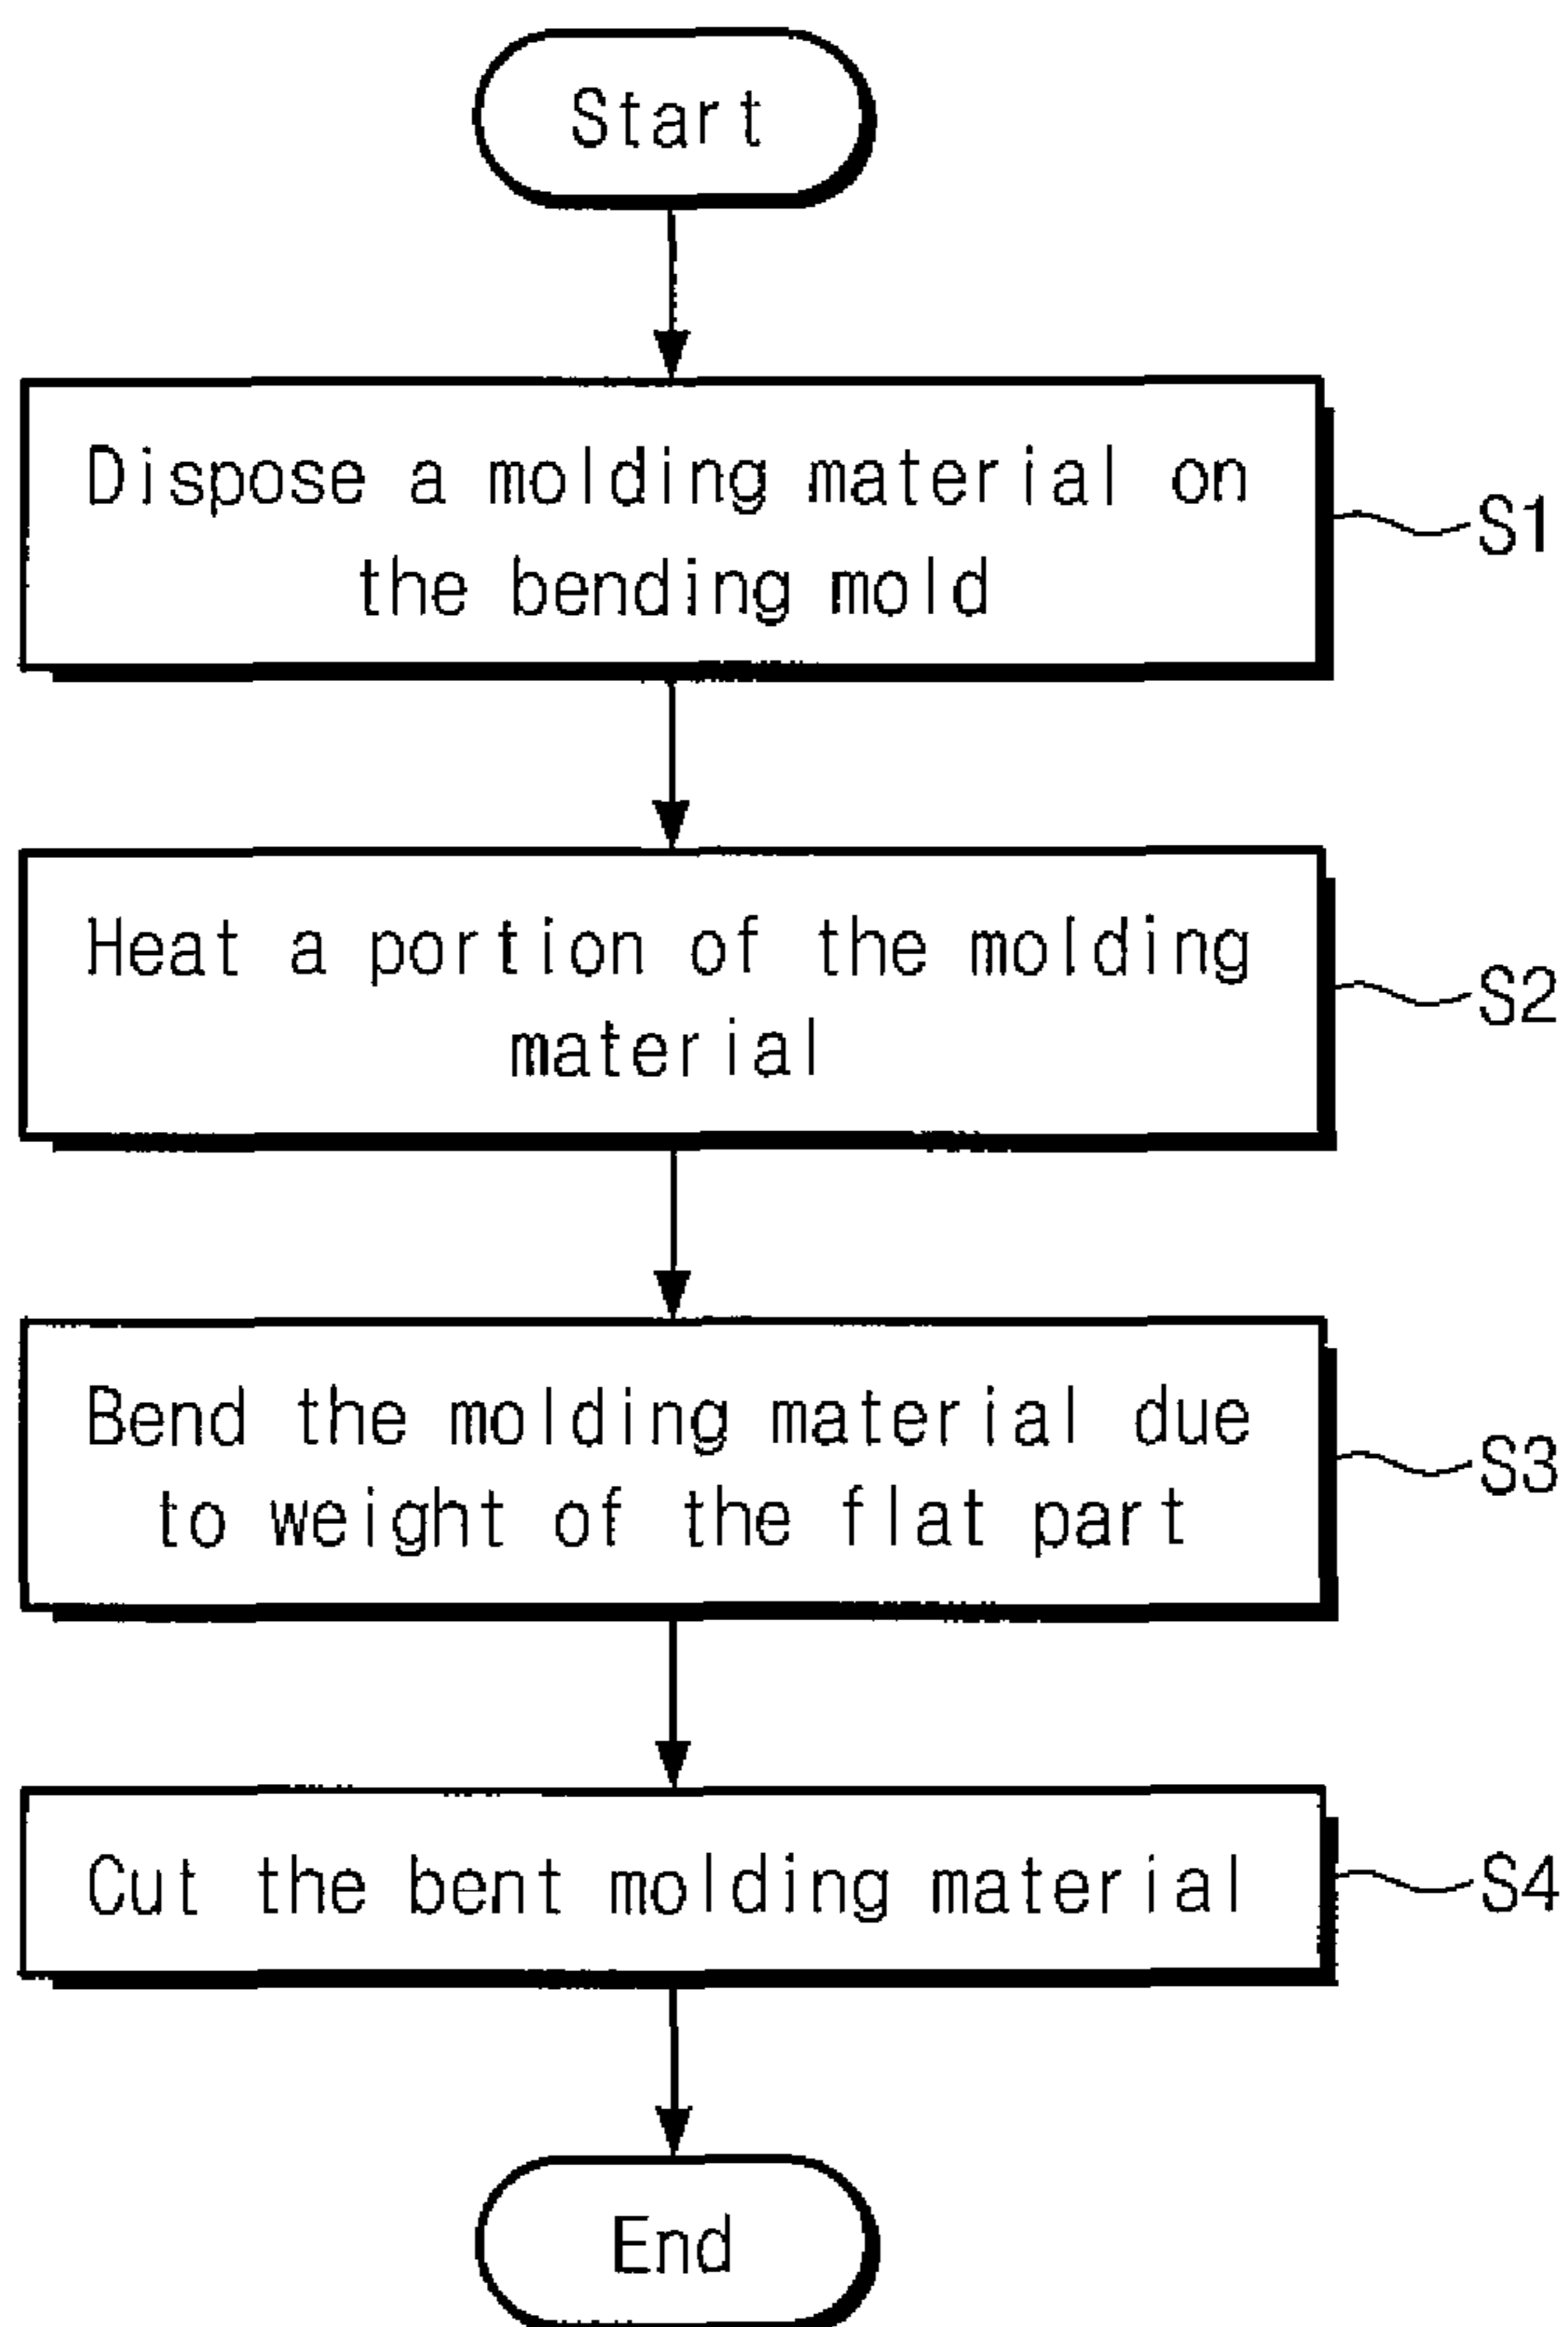 Start
Dispose a molding material on
the bending mold
S1
Heat a portion of the molding
material
S2
Bend the molding material due
to weight of the flat part
S3
Cut the bent molding material
S4
End